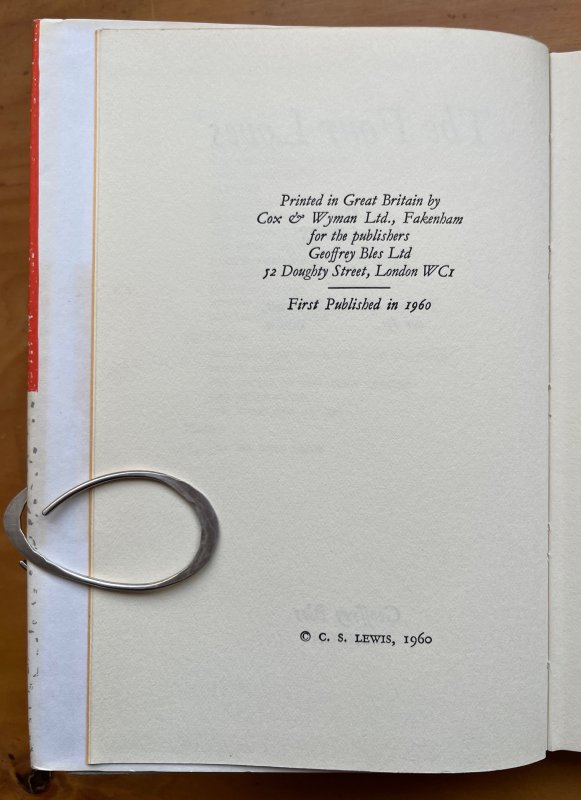 Printed in Great Britain by
Cox & Wyman Ltd., Fakenham
for the publishers
Geoffrey Bles Ltd
52 Doughty Street, London WC1
First Published in 1960
© C. S. LEWIS, 1960